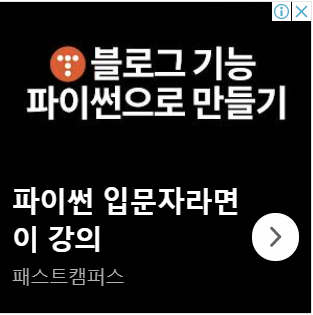 블로그 기능
파이썬으로 만들기
파이썬 입문자라면
이 강의
패스트캠퍼스